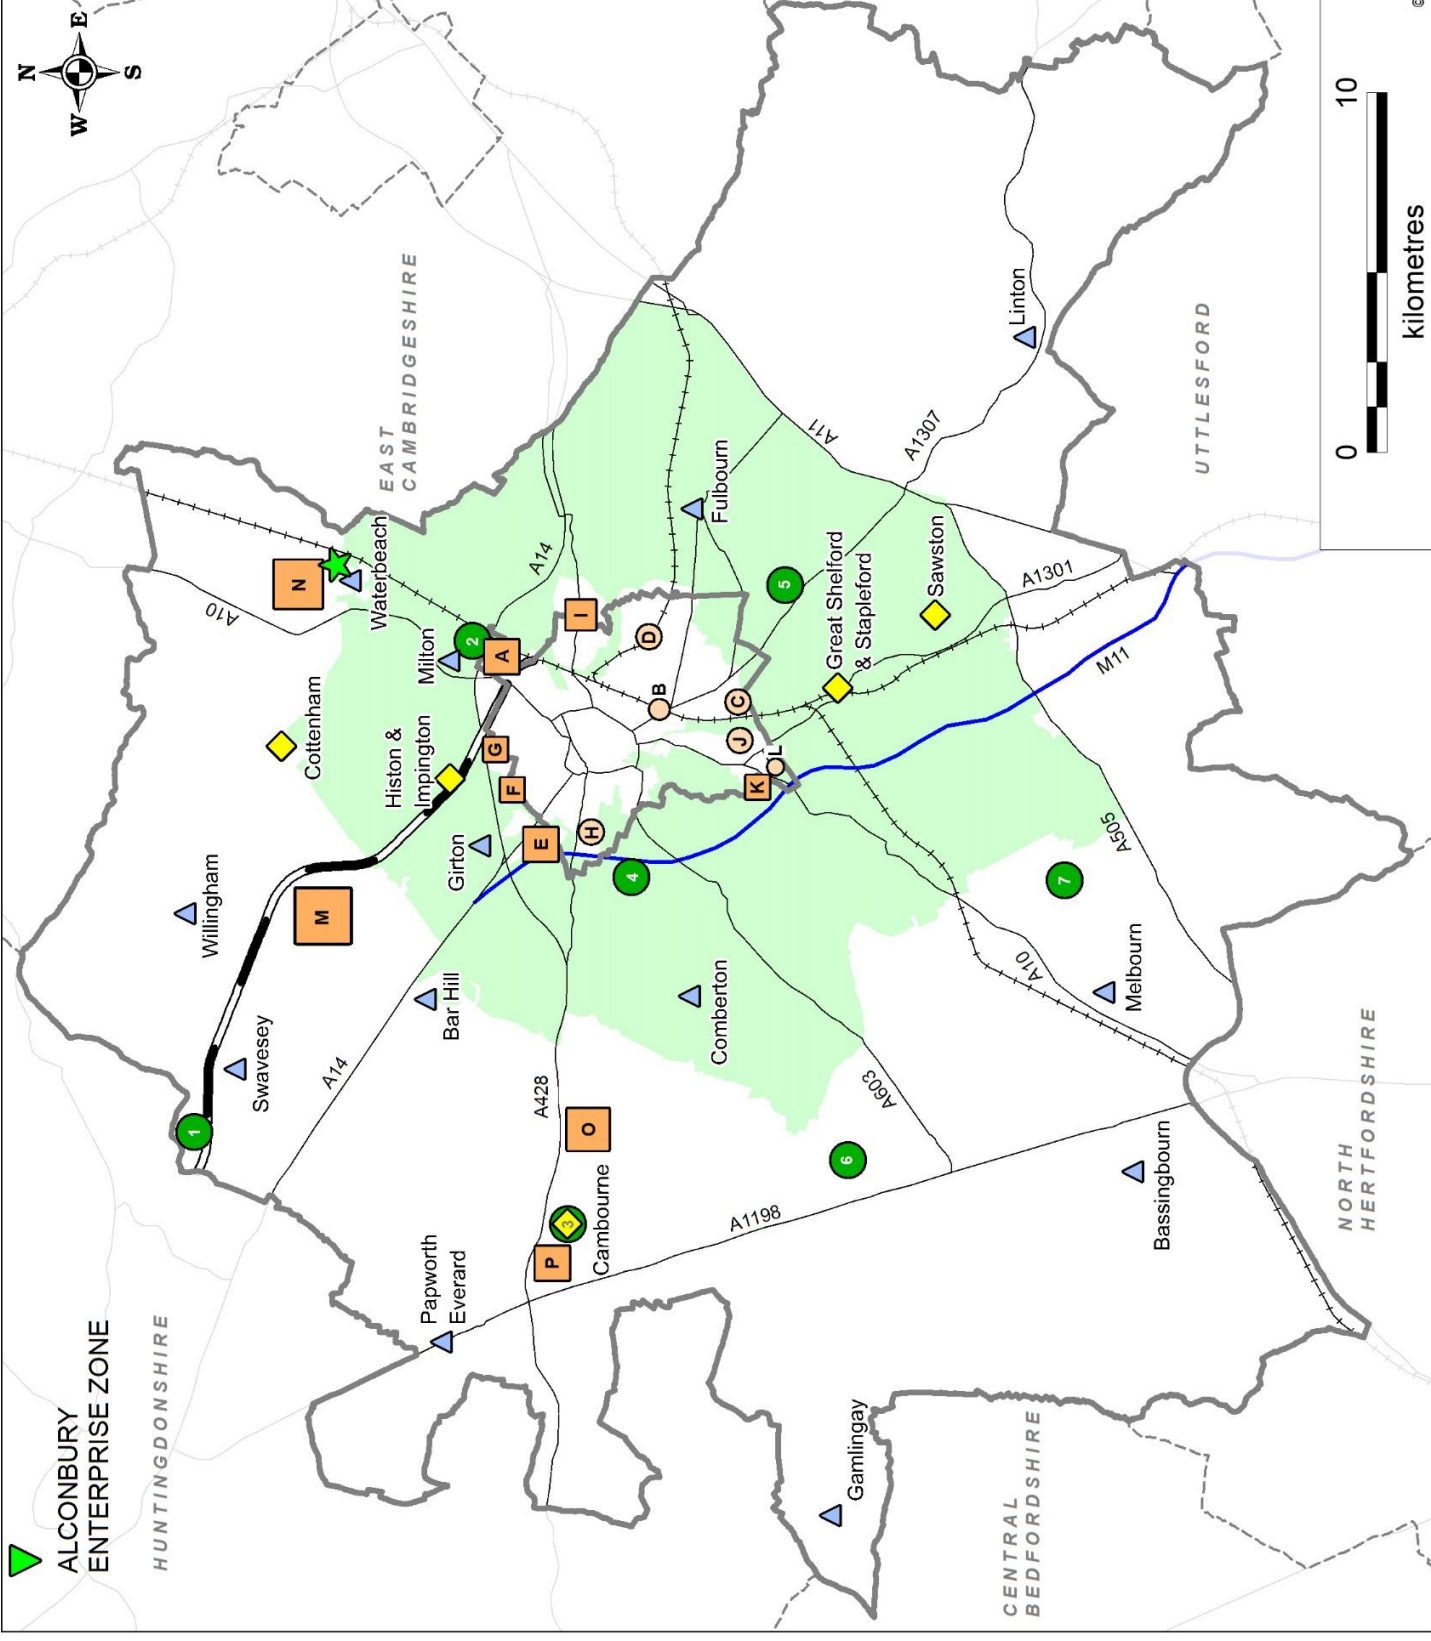 ALCONBURY
ENTERPRISE ZONE
N
W
E
S
HUNTINGDONSHIRE
1
Willingham
Swavesey
A10
N
Cottenham
M
A14
Waterbeach
EAST
CAMBRIDGESHIRE
Histon &
Impington
Milton
2
Papworth
Everard
Bar Hill
Girton
G
A
F
A14
A428
P
E
3
Cambourne
O
H
I
4
D
B
Comberton
Fulbourn
A1198
C
J
K
L
5
A11
Gamlingay
6
A603
Great Shelford
& Stapleford
A1307
Sawston
CENTRAL
BEDFORDSHIRE
A10
Linton
A1301
7
Melbourn
M11
A505
Bassingbourn
UTTLESFORD
NORTH
HERTFORDSHIRE
0
10
kilometres
©